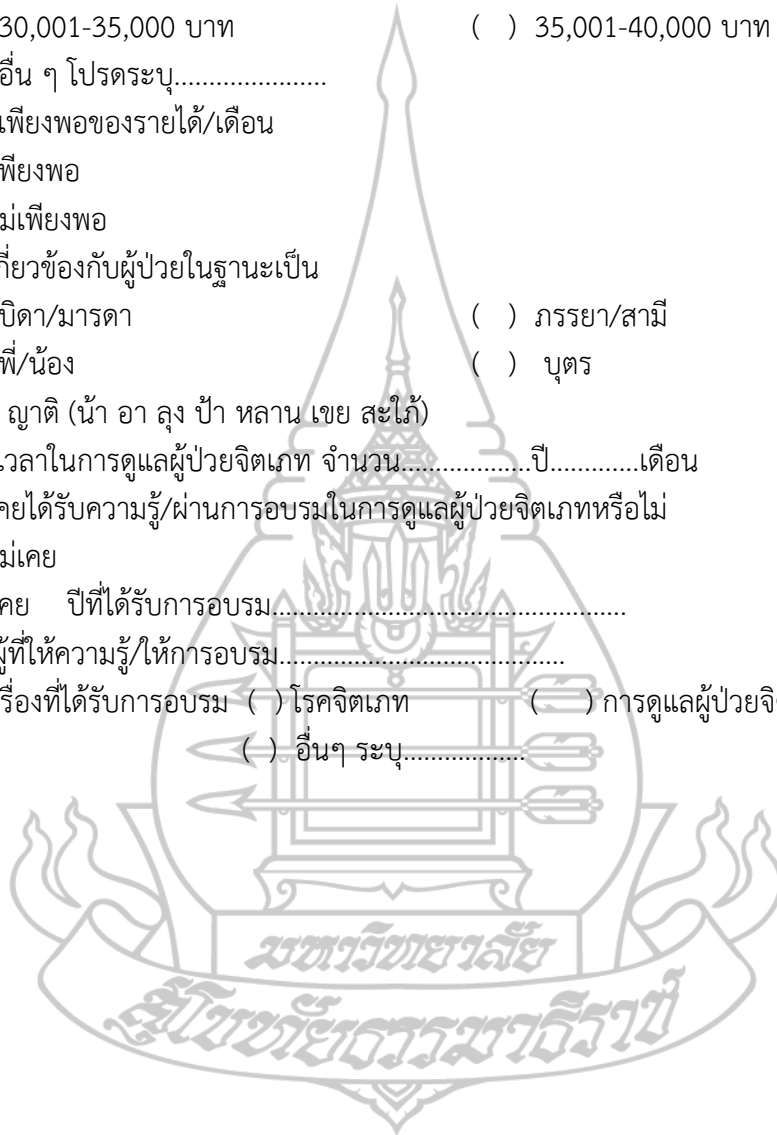 30,001-35,000 บาท ( ) 35,001-40,000 บาท
อื่น ๆ โปรดระบุ......................
เพียงพอของรายได้/เดือน
พียงพอ
ม่เพียงพอ
กี่ยวข้องกับผู้ป่วยในฐานะเป็น
บิดา/มารดา ( ) ภรรยา/สามี
พี่/น้อง ( ) บุตร
ญาติ (น้า อา ลุง ป้า หลาน เขย สะใภ้)
เวลาในการดูแลผู้ป่วยจิตเภท จำนวน...................ปี.............เดือน
คยได้รับความรู้/ผ่านการอบรมในการดูแลผู้ป่วยจิตเภทหรือไม่
ม่เคย
คย ปีที่ได้รับการอบรม....................................................
ผู้ที่ให้ความรู้/ให้การอบรม..........................................
รื่องที่ได้รับการอบรม ( ) โรคจิตเภท ( ) การดูแลผู้ป่วยจิ
( ) อื่นๆ ระบุ..................
มหาวิทยาลัย
สุโขทัยธรรมาธิราช